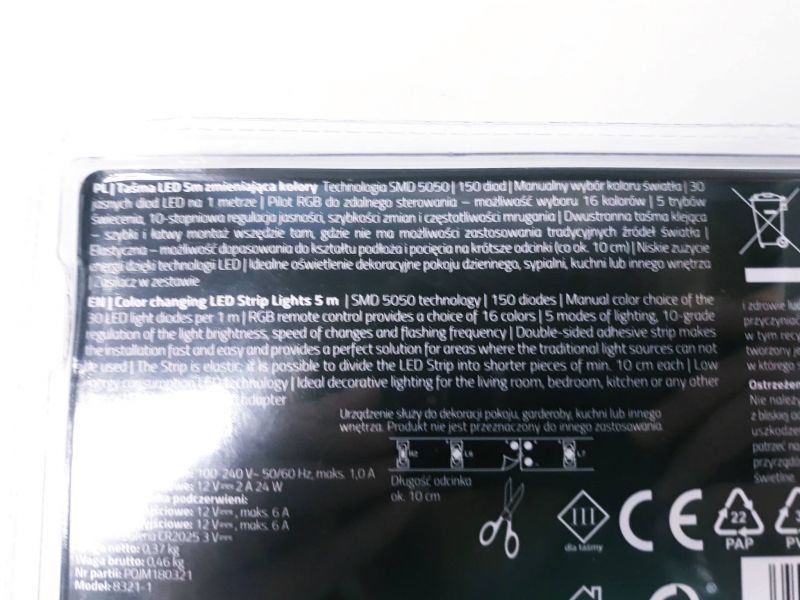 PL | Taśma LED 5m zmieniająca kolory Technologia SMD 5050 | 150 diod | Manualny wybór koloru światła | 30
jasnych diod LED na 1 metrze | Pilot RGB do zdalnego sterowania – możliwość wyboru 16 kolorów | 5 trybów
świecenia, 10-stopniowa regulacja jasności, szybkości zmian i częstotliwości mrugania | Dwustronna taśma klejąca
– szybki i łatwy montaż wszędzie tam, gdzie nie ma możliwości zastosowania tradycyjnych źródeł światła |
Elastyczna – możliwość dopasowania do kształtu podłoża i pocięcia na krótsze odcinki (co ok. 10 cm) | Niskie zużycie
energii dzięki technologii LED | Idealne oświetlenie dekoracyjne pokoju dziennego, sypialni, kuchni lub innego wnętrza
| Zasilacz w zestawie
EN | Color changing LED Strip Lights 5 m | SMD 5050 technology | 150 diodes | Manual color choice of the
30 LED light diodes per 1 m | RGB remote control provides a choice of 16 colors | 5 modes of lighting, 10-grade
regulation of the light brightness, speed of changes and flashing frequency | Double-sided adhesive strip makes
the installation fast and easy and provides a perfect solution for areas where the traditional light sources can not
be used | The Strip is elastic, it is possible to divide the LED Strip into shorter pieces of min. 10 cm each | Low
energy consumption LED technology | Ideal decorative lighting for the living room, bedroom, kitchen or any other
adapter
Urządzenie służy do dekoracji pokoju, garderoby, kuchni lub innego
wnętrza. Produkt nie jest przeznaczony do innego zastosowania.
Długość odcinka
ok. 10 cm
100-240 V~ 50/60 Hz, maks. 1,0 A
12 V⎓ 2 A 24 W
podczerwieni:
12 V⎓, maks. 6 A
12 V⎓, maks. 6 A
CR2025 3 V⎓
Waga netto: 0,37 kg
Waga brutto: 0,46 kg
Nr partii: POJM180321
Model: 8321-1
III
dla taśmy
CE
22
PAP
i zdrowie
przyczyniać
w tym
tworzony
w którego
Ostrzeżen
Nie należy
z bliskiej
uszkodzen
potrzeć
przyrządó
świetlne.